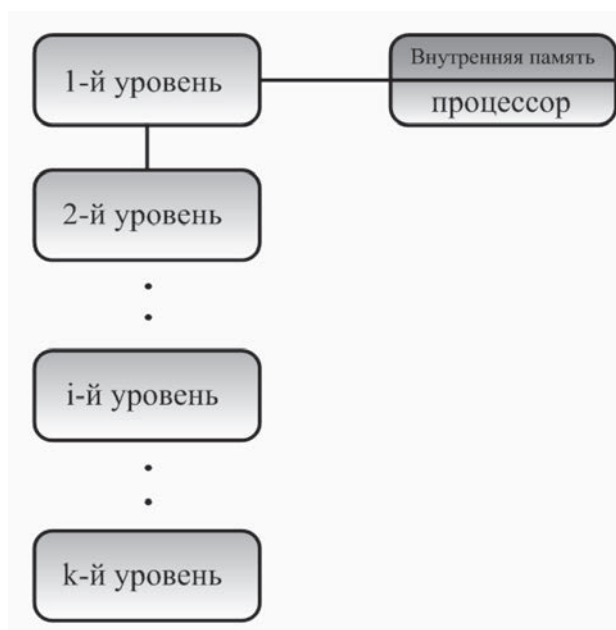 1-й уровень
Внутренняя память
процессор
2-й уровень
i-й уровень
k-й уровень